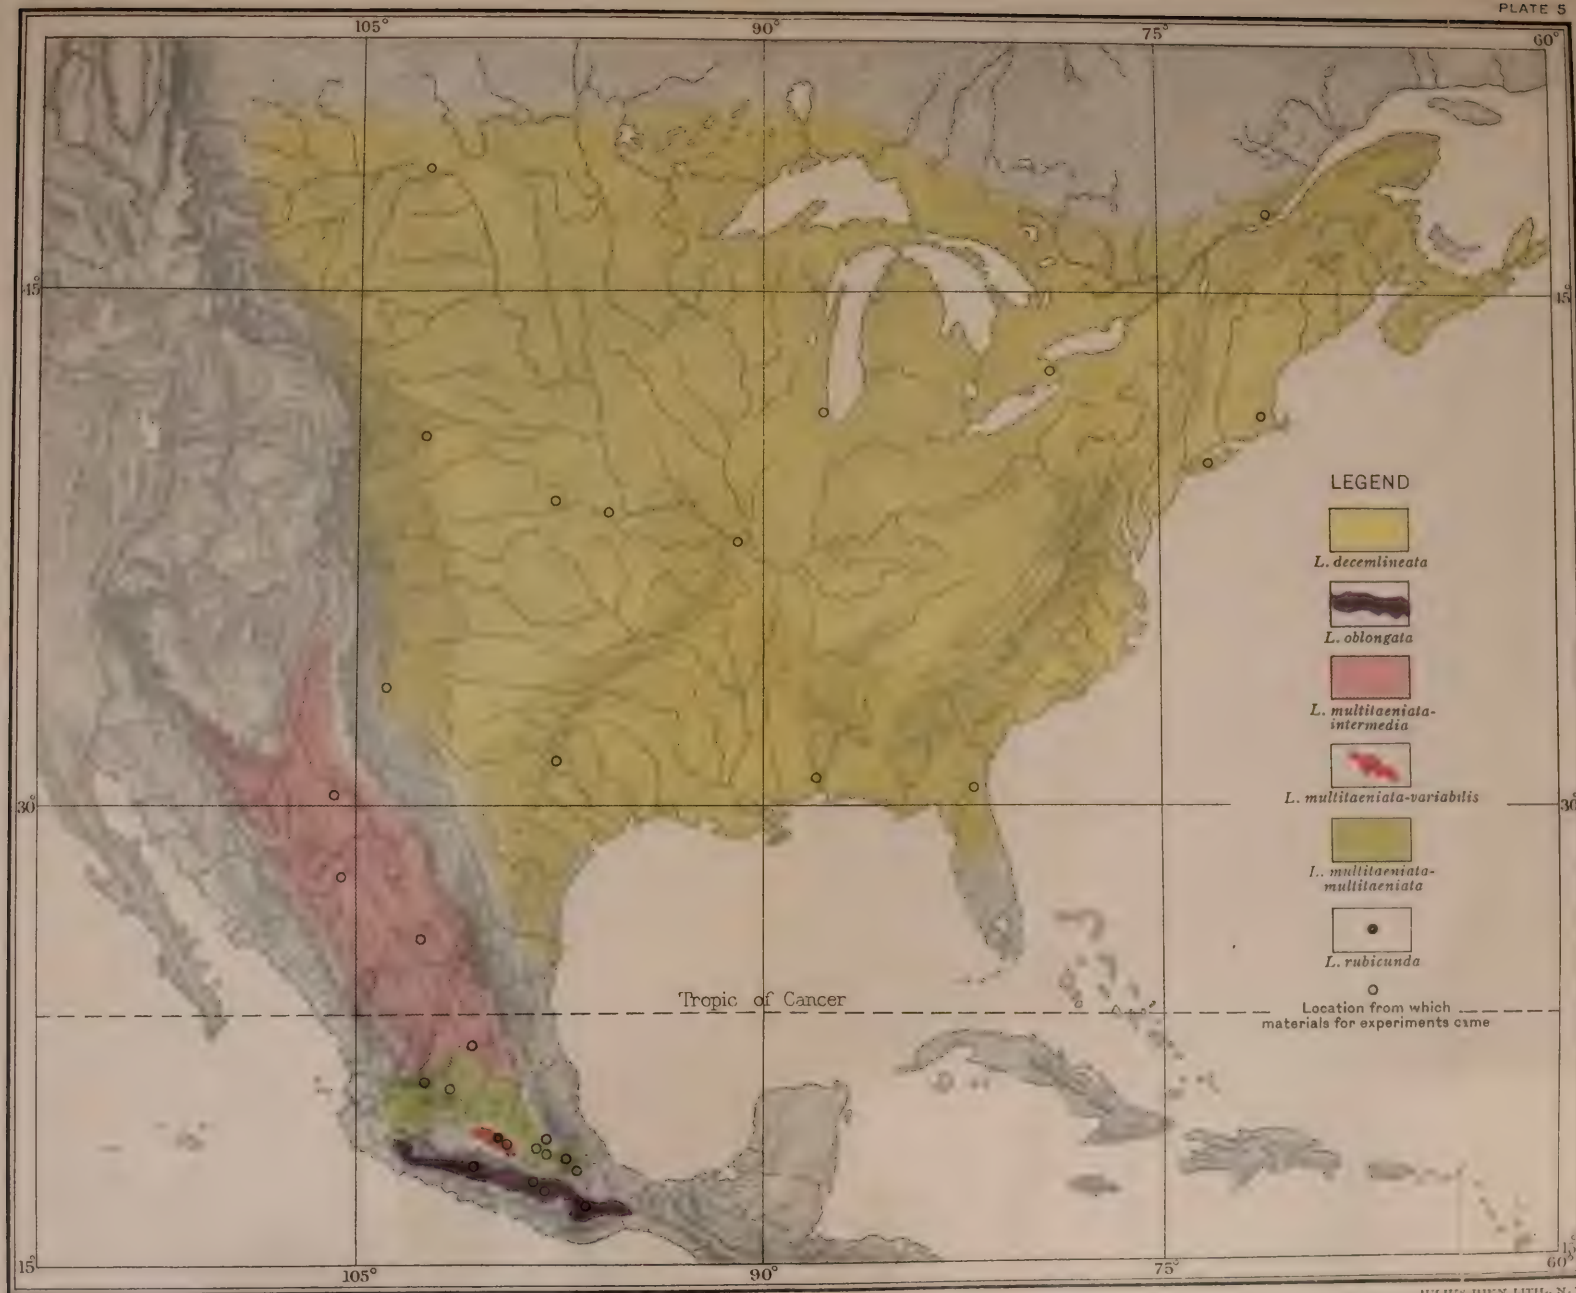 PLATE 5
105° 90° 75° 60°
45° 45°
LEGEND
L. decemlineata
L. oblongata
L. multitaeniata-
intermedia
L. multitaeniata-variabilis
30° 30°
L. multitaeniata-
multitaeniata
L. rubicunda
Tropic of Cancer
Location from which
materials for experiments came
15° 105° 90° 75° 60°